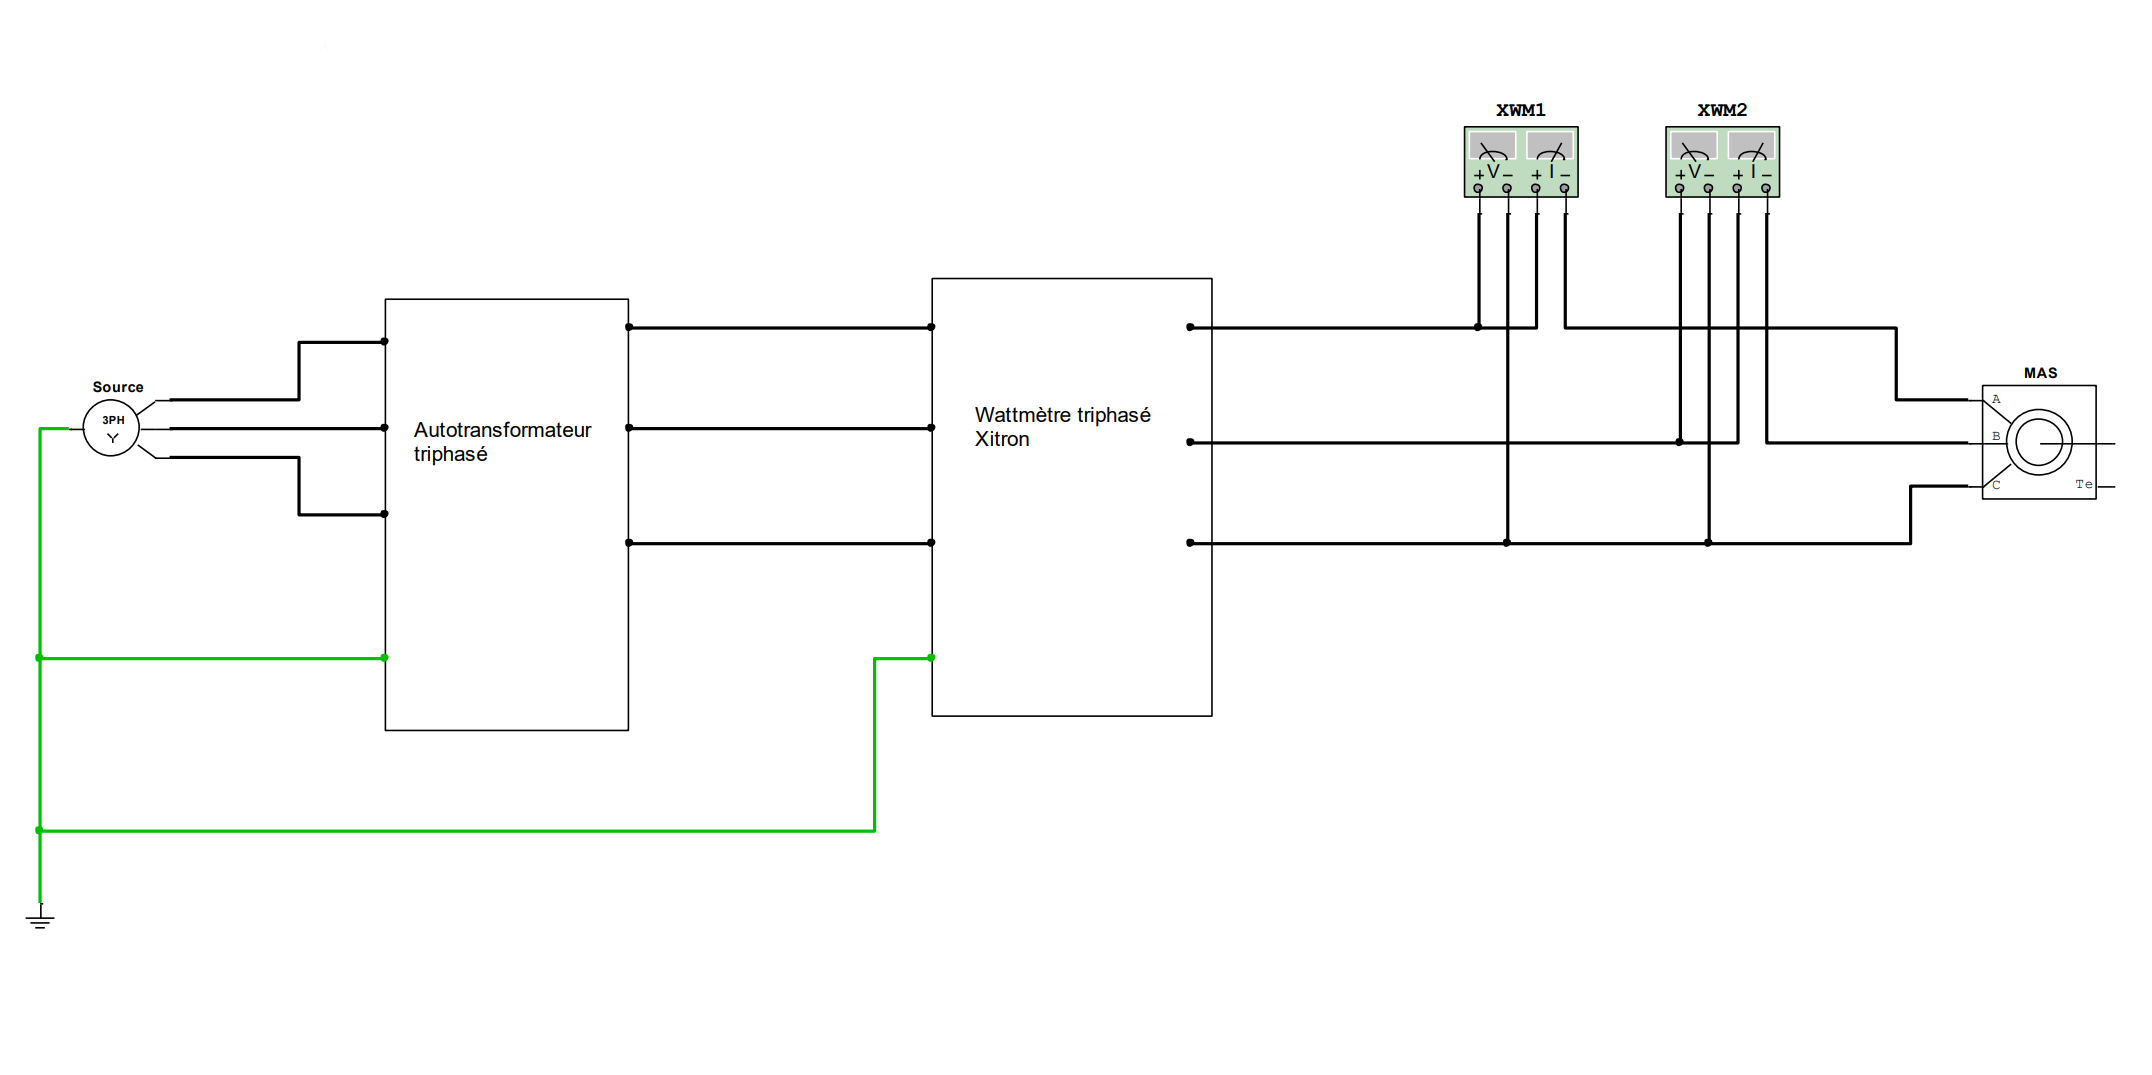 XWM1
XWM2
+ V − + I −
+ V − + I −
Source
3PH
Autotransformateur
triphasé
Wattmètre triphasé
Xitron
MAS
A
B
C
Te